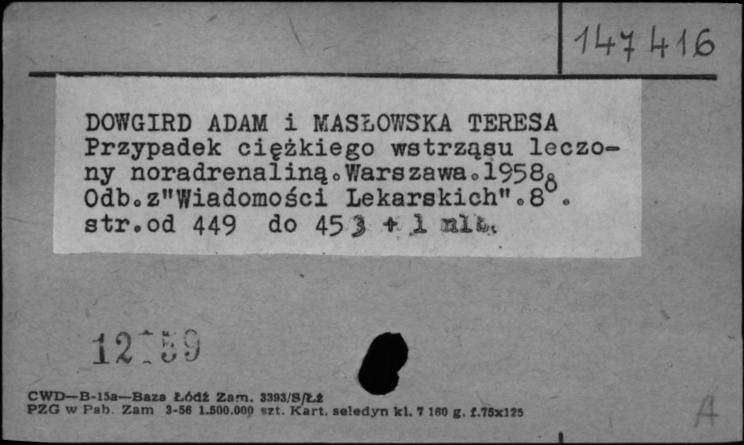 147416
DOWGIRD ADAM i MASŁOWSKA TERESA
Przypadek ciężkiego wstrząsu leczo-
ny noradrenaliną.Warszawa.1958.
Odb.z"Wiadomości Lekarskich".8°.
str.od 449 do 453 + 1 nlb.
CWD—B-15a—Baza Łódź Zam. 3393/S/Łż
PZG w Pab. Zam 3-56 1.500.000 szt. Kart. seledyn kl. 7 160 g. f.75x125
A